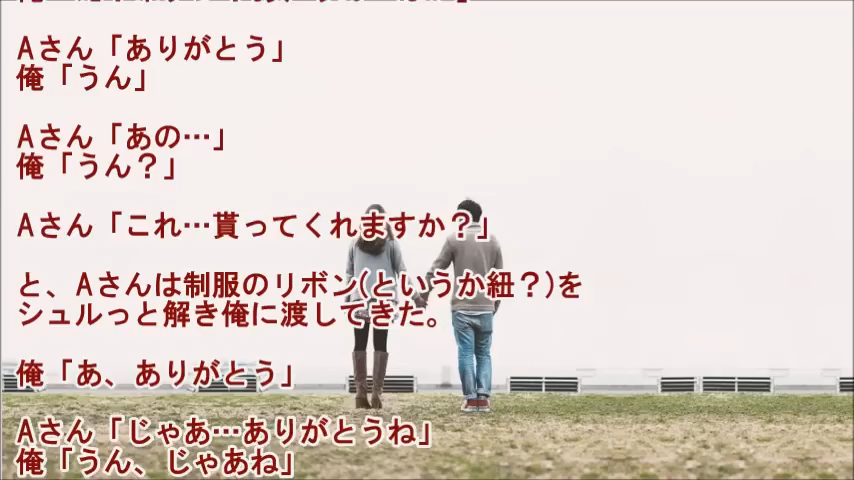 Aさん「ありがとう」
俺「うん」
Aさん「あの…」
俺「うん？」
Aさん「これ…貰ってくれますか？」
と、Aさんは制服のリボン(というか紐？)を
シュルっと解き俺に渡してきた。
俺「あ、ありがとう」
Aさん「じゃあ…ありがとうね」
俺「うん、じゃあね」